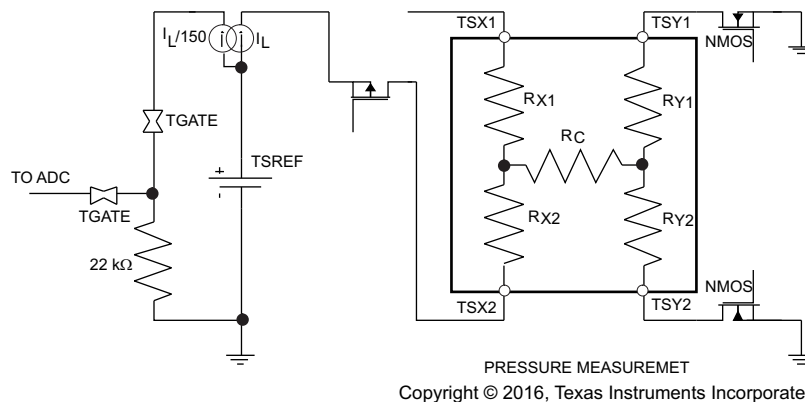 IL/150
IL
TGATE
TO ADC
TGATE
22 kΩ
TSREF
+
-
TSX1
TSY1
NMOS
RX1
RY1
RC
RX2
RY2
TSX2
TSY2
NMOS
PRESSURE MEASUREMET
Copyright © 2016, Texas Instruments Incorporate